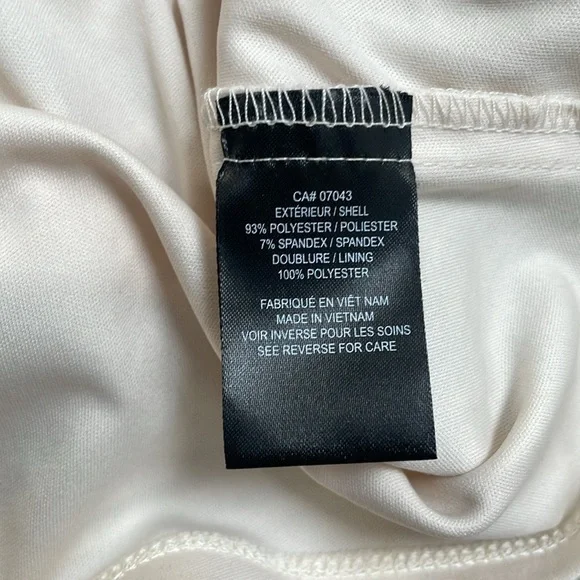 CA# 07043
EXTÉRIEUR / SHELL
93% POLYESTER / POLIESTER
7% SPANDEX / SPANDEX
DOUBLURE / LINING
100% POLYESTER
FABRIQUÉ EN VIÊT NAM
MADE IN VIETNAM
VOIR INVERSE POUR LES SOINS
SEE REVERSE FOR CARE